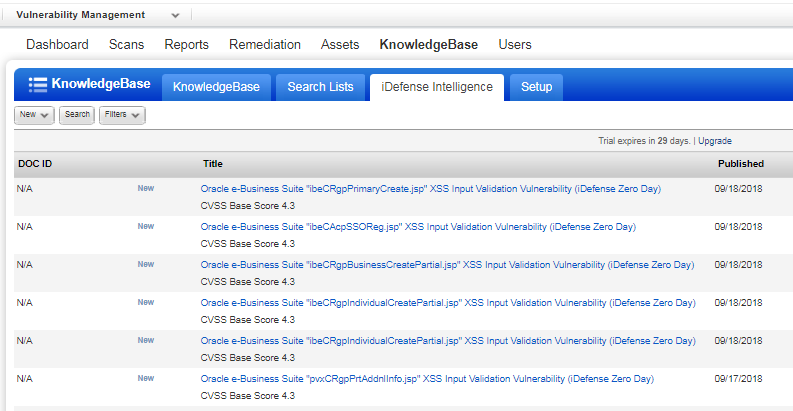 Vulnerability Management
Dashboard Scans Reports Remediation Assets KnowledgeBase Users
KnowledgeBase KnowledgeBase Search Lists iDefense Intelligence Setup
New Search Filters
Trial expires in 29 days. | Upgrade
DOC ID Title Published
N/A New Oracle e-Business Suite "ibeCRgpPrimaryCreate.jsp" XSS Input Validation Vulnerability (iDefense Zero Day) 09/18/2018
CVSS Base Score 4.3
N/A New Oracle e-Business Suite "ibeCAcpSSOReg.jsp" XSS Input Validation Vulnerability (iDefense Zero Day) 09/18/2018
CVSS Base Score 4.3
N/A New Oracle e-Business Suite "ibeCRgpBusinessCreatePartial.jsp" XSS Input Validation Vulnerability (iDefense Zero Day) 09/18/2018
CVSS Base Score 4.3
N/A New Oracle e-Business Suite "ibeCRgpIndividualCreatePartial.jsp" XSS Input Validation Vulnerability (iDefense Zero Day) 09/18/2018
CVSS Base Score 4.3
N/A New Oracle e-Business Suite "ibeCRgpIndividualCreatePartial.jsp" XSS Input Validation Vulnerability (iDefense Zero Day) 09/18/2018
CVSS Base Score 4.3
N/A New Oracle e-Business Suite "pvxCRgpPrtAddnlInfo.jsp" XSS Input Validation Vulnerability (iDefense Zero Day) 09/17/2018
CVSS Base Score 4.3